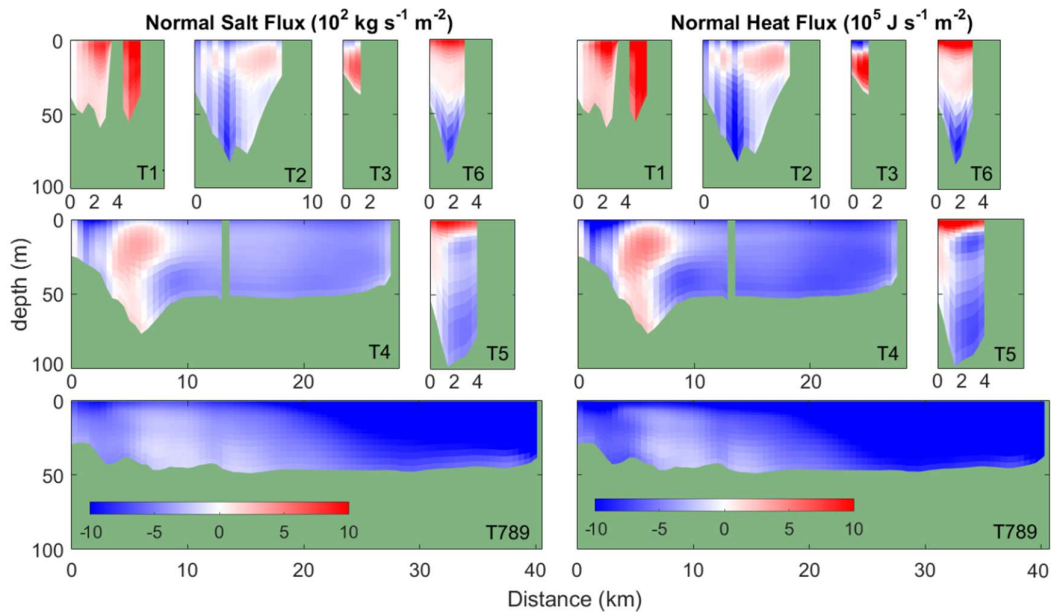 Normal Salt Flux (10² kg s⁻¹ m⁻²) Normal Heat Flux (10⁵ J s⁻¹ m⁻²)
0
50
100
T1 T2 T3 T6 T1 T2 T3 T6
0 2 4 0 10 0 2 0 2 4 0 2 4 0 10 0 2 0 2 4
0
50
100
depth (m)
T4 T5 T4 T5
0 10 20 0 2 4 0 10 20 0 2 4
0
50
100
-10 -5 0 5 10 -10 -5 0 5 10
T789 T789
0 10 20 30 40 0 10 20 30 40
Distance (km)